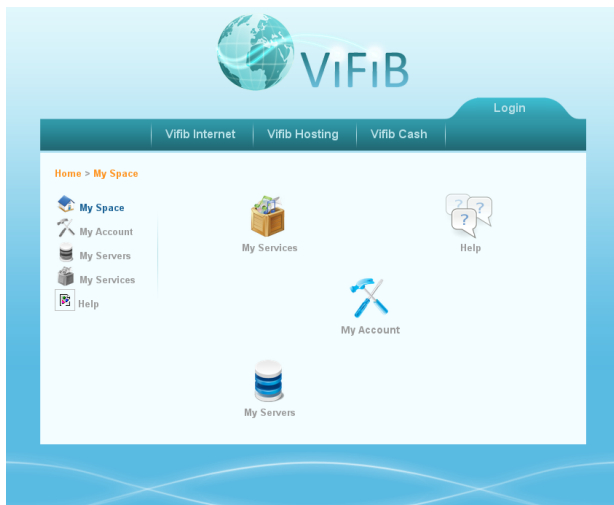 ViFiB
Login
Vifib Internet
Vifib Hosting
Vifib Cash
Home > My Space
My Space
My Account
My Servers
My Services
Help
My Services
Help
My Account
My Servers